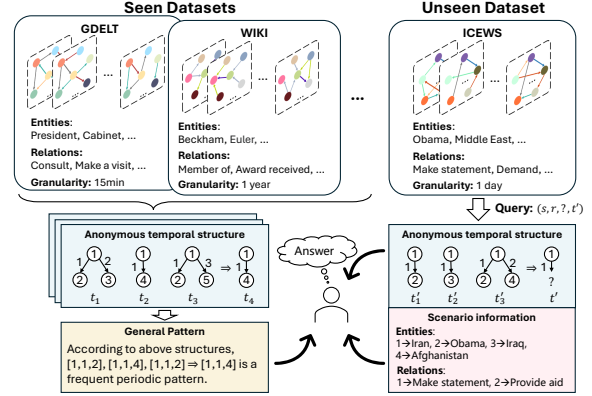 Seen Datasets
Unseen Dataset
GDELT
WIKI
ICEWS
...
...
...
...
Entities:
President, Cabinet, ...
Relations:
Consult, Make a visit, ...
Granularity: 15min
Entities:
Beckham, Euler, ...
Relations:
Member of, Award received, ...
Granularity: 1 year
Entities:
Obama, Middle East, ...
Relations:
Make statement, Demand, ...
Granularity: 1 day
Query: (s, r, ?, t′)
Anonymous temporal structure
1 1 1 1
1 2 1 2 3 ⇒ 1
2 3 4 2 5 4
t₁ t₂ t₃ t₄
General Pattern
According to above structures,
[1,1,2], [1,1,4], [1,1,2] ⇒ [1,1,4] is a
frequent periodic pattern.
Answer
Anonymous temporal structure
1 1 1 1
1 1 1 2 ⇒ 1
2 3 2 4 ?
t′₁ t′₂ t′₃ t′
Scenario information
Entities:
1→Iran, 2→Obama, 3→Iraq,
4→Afghanistan
Relations:
1→Make statement, 2→Provide aid